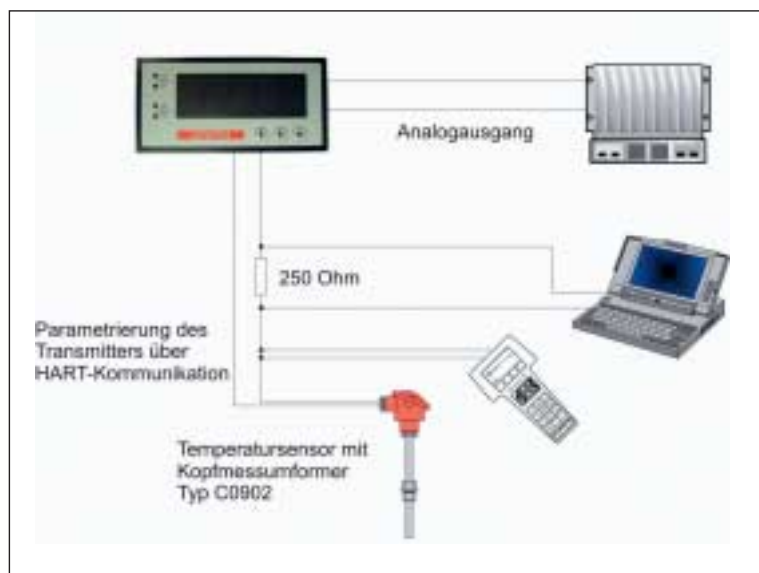 Analogausgang
250 Ohm
Parametrierung des
Transmitters über
HART-Kommunikation
Temperatursensor mit
Kopfmessumformer
Typ C0902